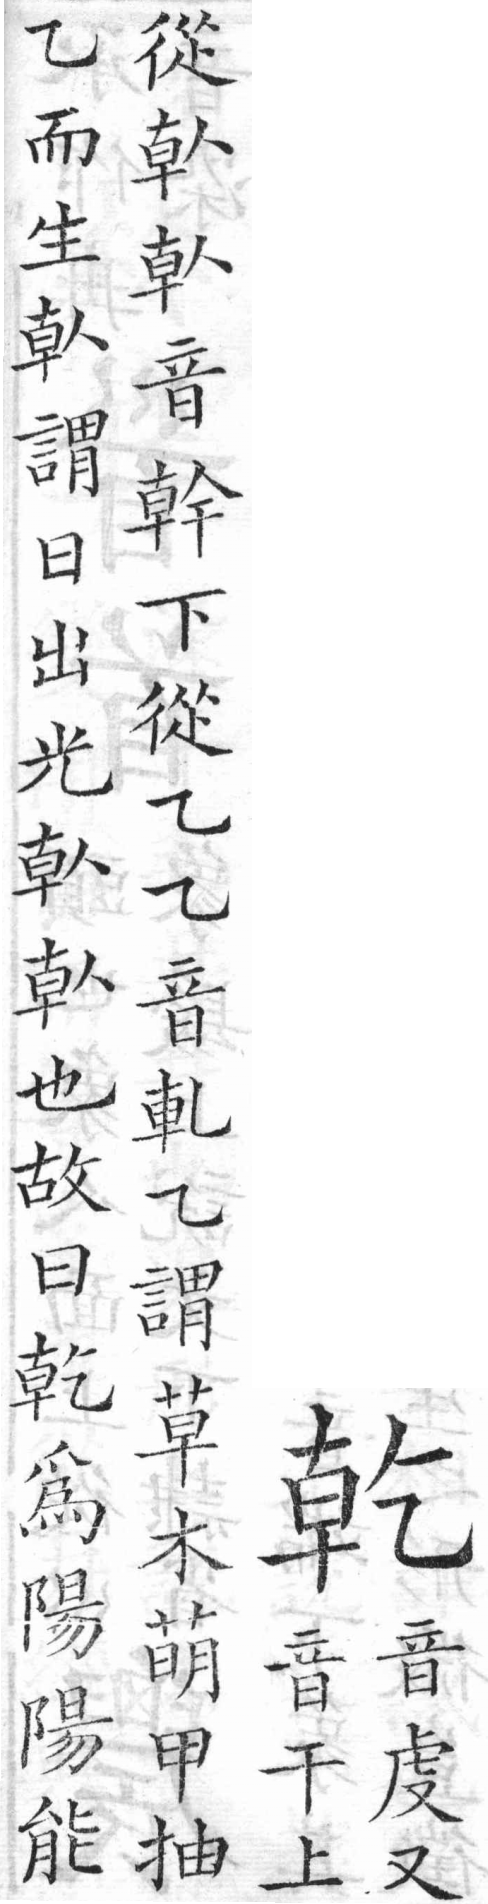 乾音虔又
音干上
從倝倝音幹下從乙乙音軋乙謂草木萌甲抽
乙而生倝謂日出光倝倝也故曰乾爲陽陽能